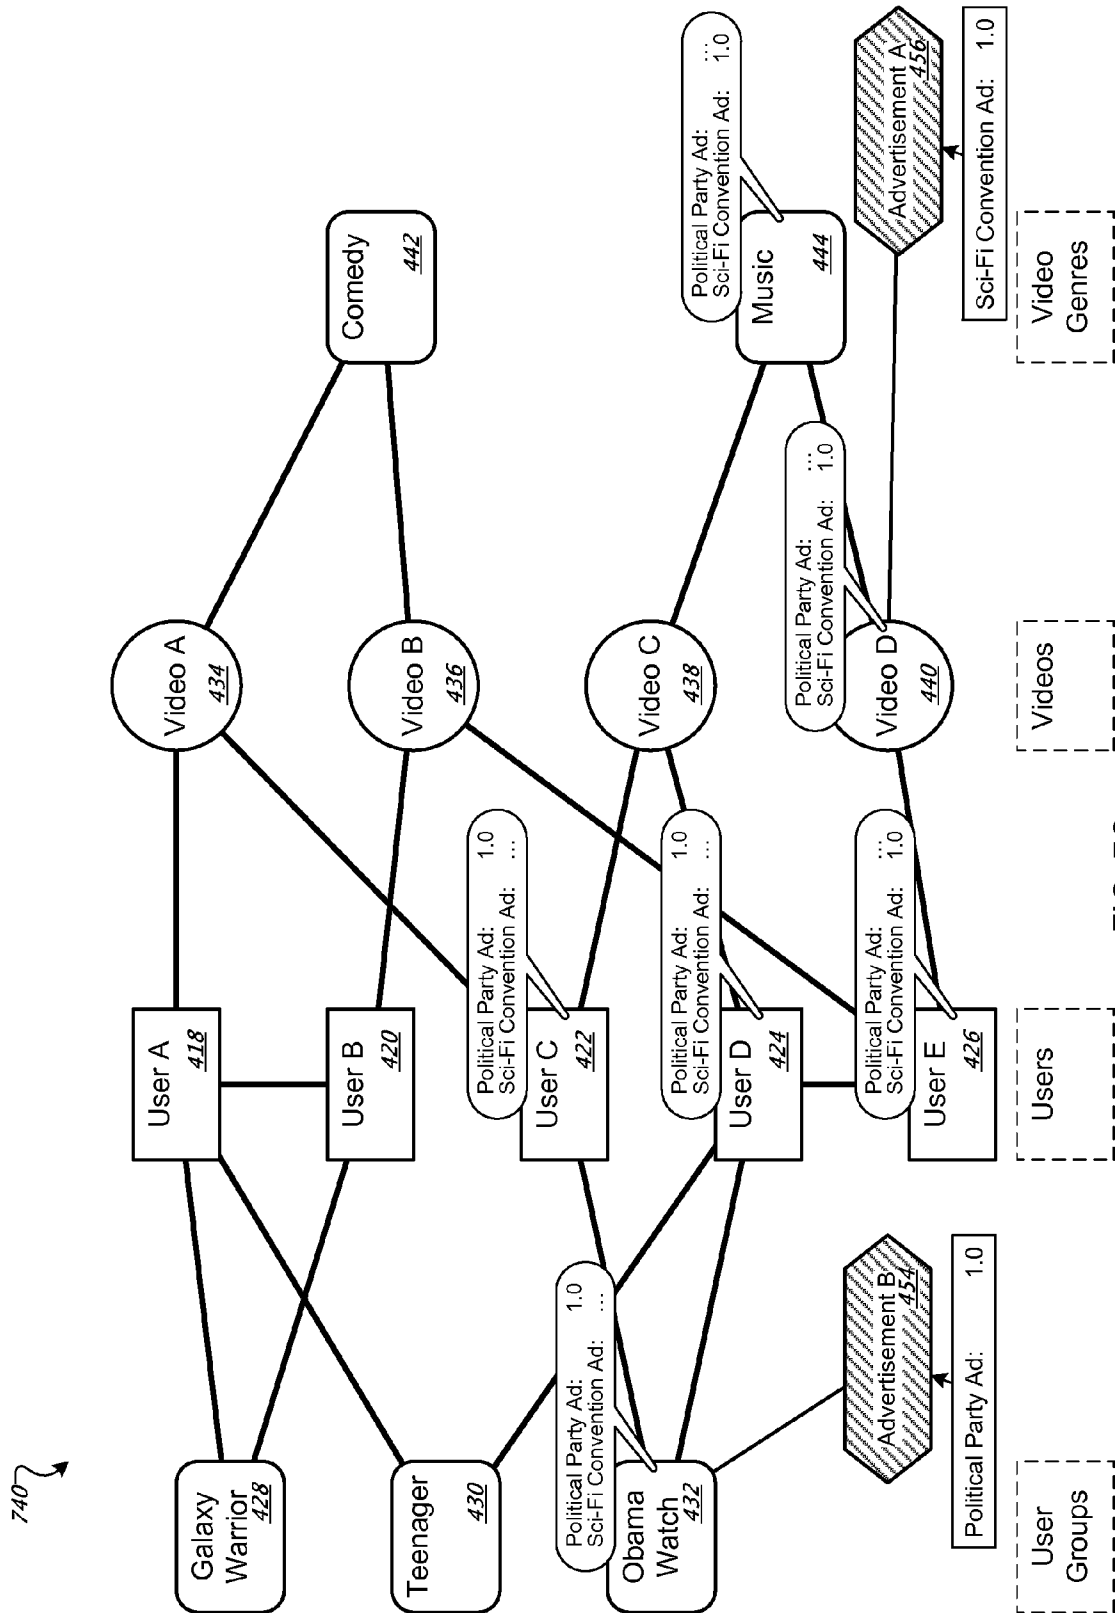 740
Galaxy
Warrior
428
User A
418
Video A
434
Comedy
442
Teenager
430
User B
420
Video B
436
Political Party Ad: 1.0
Sci-Fi Convention Ad: ...
Obama
Watch
432
Political Party Ad: 1.0
Sci-Fi Convention Ad: ...
User C
422
Video C
438
Political Party Ad: ...
Sci-Fi Convention Ad: 1.0
Music
444
Political Party Ad: 1.0
Sci-Fi Convention Ad: ...
User D
424
Political Party Ad: ...
Sci-Fi Convention Ad: 1.0
Video D
440
Advertisement B
454
Political Party Ad: 1.0
Political Party Ad: ...
Sci-Fi Convention Ad: 1.0
User E
426
Advertisement A
456
Sci-Fi Convention Ad: 1.0
User
Groups
Users
Videos
Video
Genres